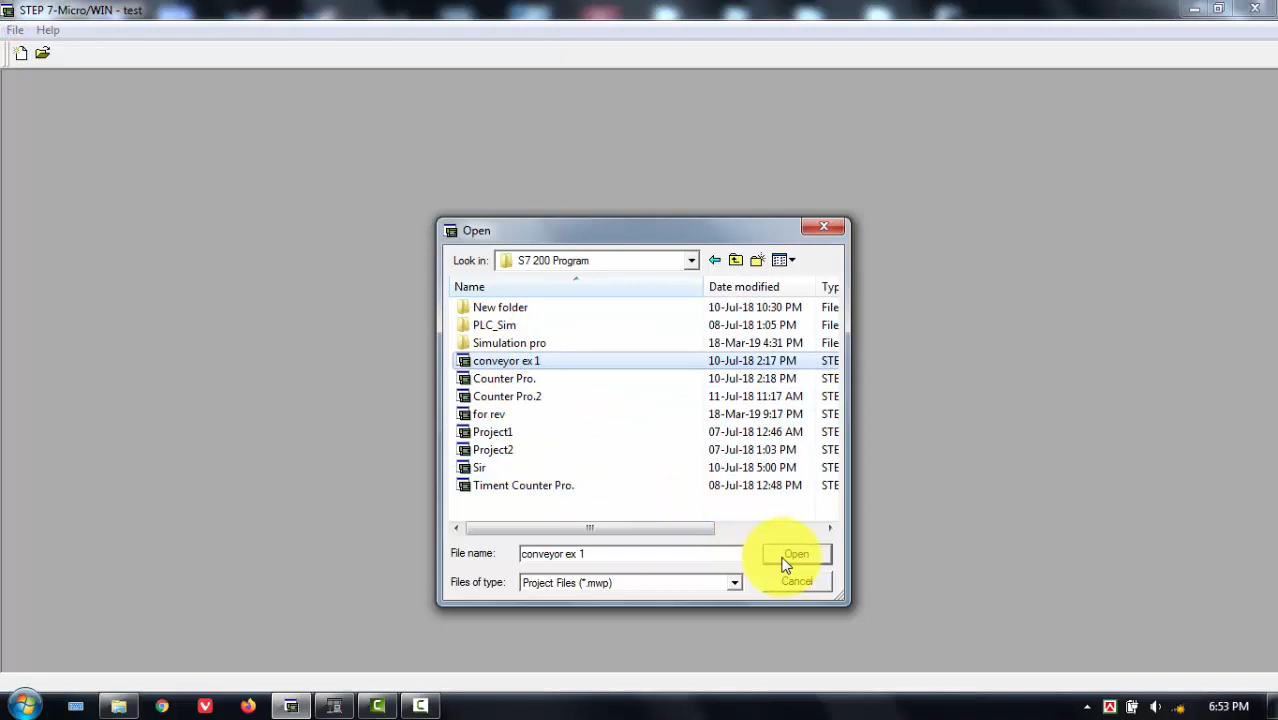 STEP 7-Micro/WIN - test
File Help
Open
Look in: S7 200 Program
Name Date modified Typ
New folder 10-Jul-18 10:30 PM File
PLC_Sim 08-Jul-18 1:05 PM File
Simulation pro 18-Mar-19 4:31 PM File
conveyor ex 1 10-Jul-18 2:17 PM STE
Counter Pro. 10-Jul-18 2:18 PM STE
Counter Pro.2 11-Jul-18 11:17 AM STE
for rev 18-Mar-19 9:17 PM STE
Project1 07-Jul-18 12:46 AM STE
Project2 07-Jul-18 1:03 PM STE
Sir 10-Jul-18 5:00 PM STE
Timent Counter Pro. 08-Jul-18 12:48 PM STE
File name: conveyor ex 1 Open
Files of type: Project Files (*.mwp) Cancel
6:53 PM